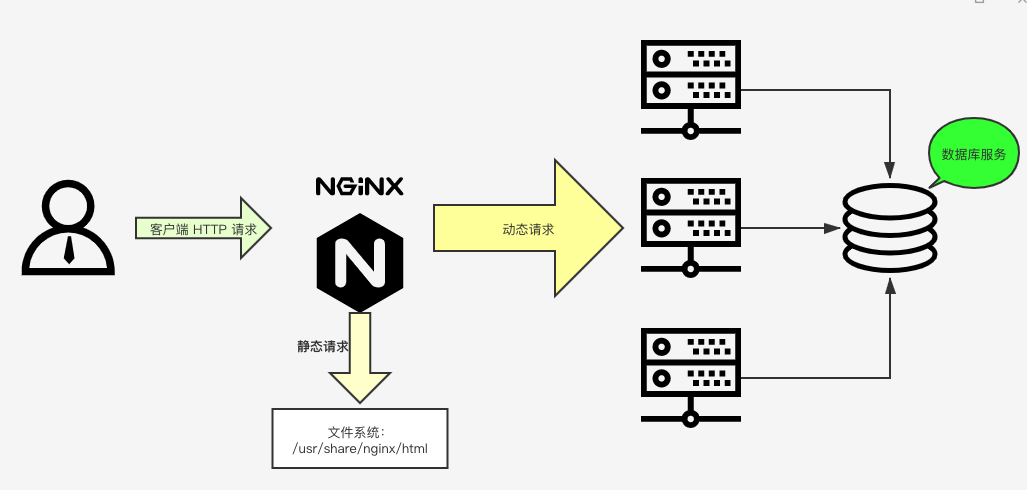 NGiNX
客户端 HTTP 请求
N
动态请求
数据库服务
静态请求
文件系统：
/usr/share/nginx/html